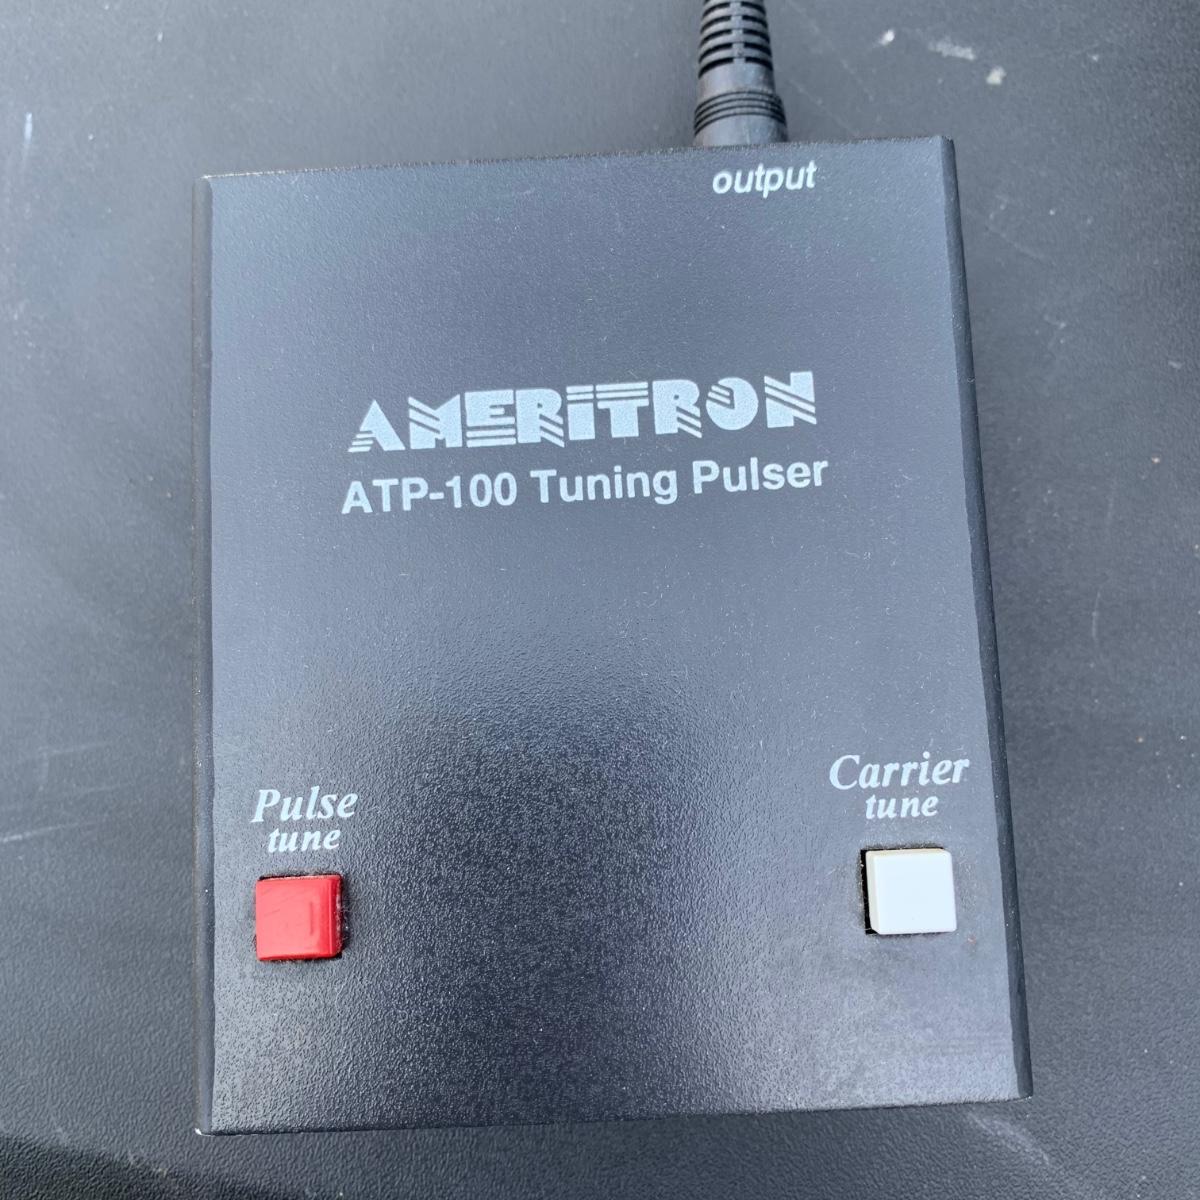 output
AMERITRON
ATP-100 Tuning Pulser
Pulse
tune
Carrier
tune